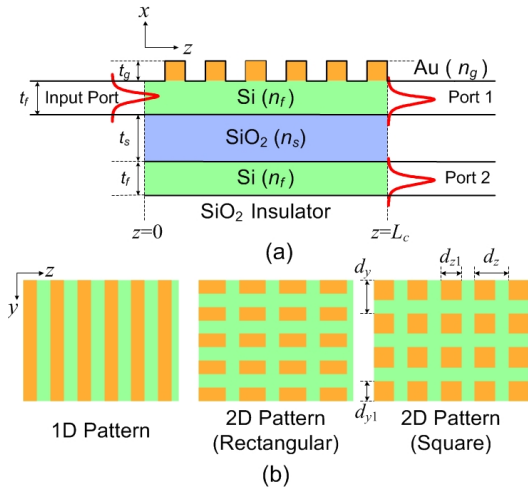 x
z
t_g
Au ( n_g )
t_f
Input Port
Si (n_f)
Port 1
t_s
SiO₂ (n_s)
t_f
Si (n_f)
Port 2
SiO₂ Insulator
z=0
z=L_c
(a)
z
y
d_y
d_z1
d_z
d_y1
1D Pattern
2D Pattern
(Rectangular)
2D Pattern
(Square)
(b)